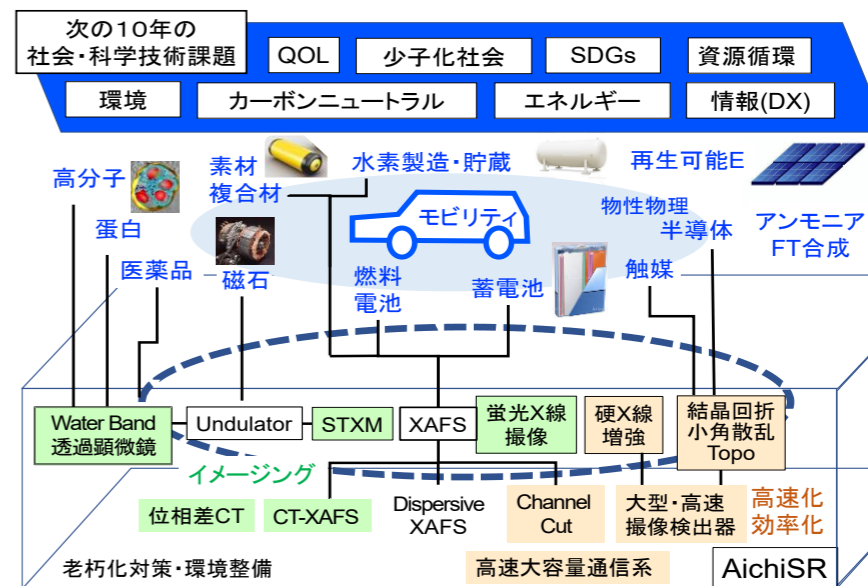 次の10年の
社会・科学技術課題
QOL
少子化社会
SDGs
資源循環
環境
カーボンニュートラル
エネルギー
情報(DX)
高分子
素材
複合材
水素製造・貯蔵
再生可能E
蛋白
モビリティ
物性物理
半導体
アンモニア
FT合成
医薬品
磁石
燃料
電池
蓄電池
触媒
Water Band
透過顕微鏡
Undulator
STXM
XAFS
蛍光X線
撮像
硬X線
増強
結晶回折
小角散乱
Topo
イメージング
位相差CT
CT-XAFS
Dispersive
XAFS
Channel
Cut
大型・高速
撮像検出器
高速化
効率化
老朽化対策・環境整備
高速大容量通信系
AichiSR